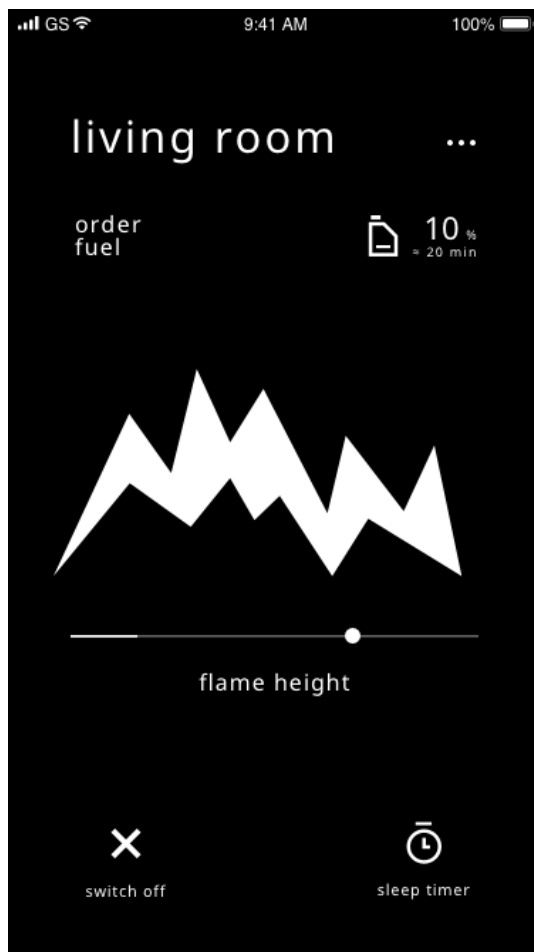 GS 9:41 AM 100%
living room
order
fuel
10 %
≈ 20 min
flame height
switch off
sleep timer